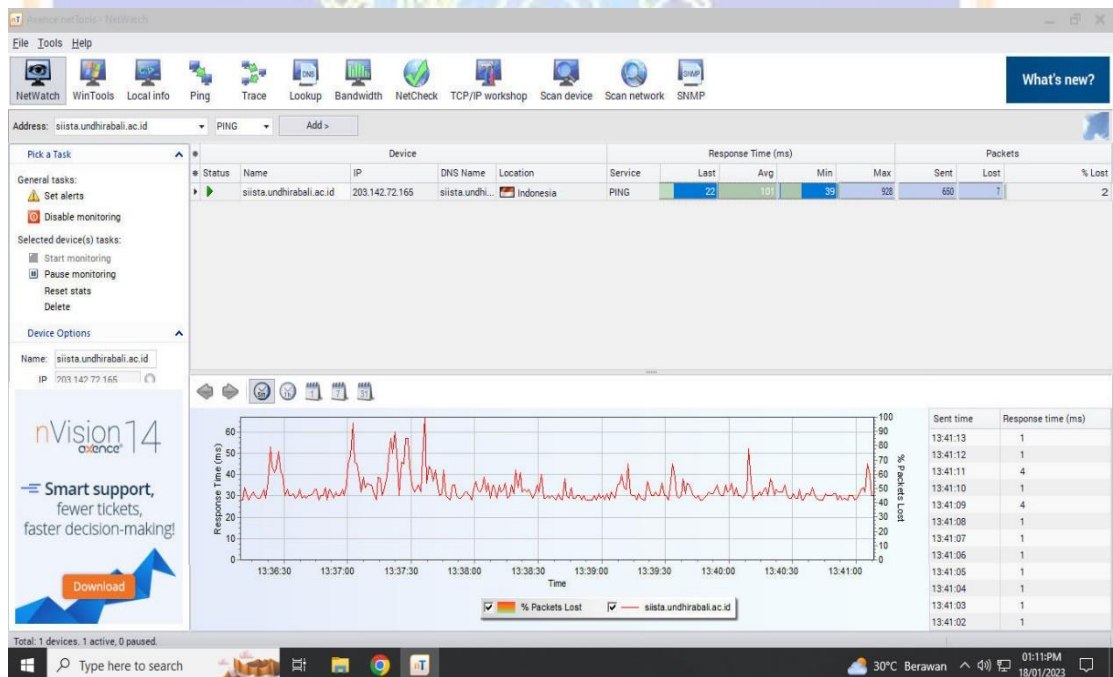 Axence netTools - NetWatch
File Tools Help
NetWatch WinTools Local info Ping Trace Lookup Bandwidth NetCheck TCP/IP workshop Scan device Scan network SNMP
DNS
SNMP
What's new?
Address: siista.undhirabali.ac.id PING Add >
Pick a Task
General tasks:
Set alerts
Disable monitoring
Selected device(s) tasks:
Start monitoring
Pause monitoring
Reset stats
Delete
Device Options
Name: siista.undhirabali.ac.id
IP 203.142.72.165
nVision 14
axence
Smart support,
fewer tickets,
faster decision-making!
Download
Device Response Time (ms) Packets
Status Name IP DNS Name Location Service Last Avg Min Max Sent Lost % Lost
siista.undhirabali.ac.id 203.142.72.165 siista.undhi... Indonesia PING 22 101 39 928 650 7 2
1 7 31
Response Time (ms)
60
50
40
30
20
10
0
100
90
80
70
60
50
40
30
20
10
0
% Packets Lost
13:36:30 13:37:00 13:37:30 13:38:00 13:38:30 13:39:00 13:39:30 13:40:00 13:40:30 13:41:00
Time
% Packets Lost siista.undhirabali.ac.id
Sent time Response time (ms)
13:41:13 1
13:41:12 1
13:41:11 4
13:41:10 1
13:41:09 4
13:41:08 1
13:41:07 1
13:41:06 1
13:41:05 1
13:41:04 1
13:41:03 1
13:41:02 1
Total: 1 devices. 1 active, 0 paused.
Type here to search
nT
30°C Berawan
01:11:PM
18/01/2023